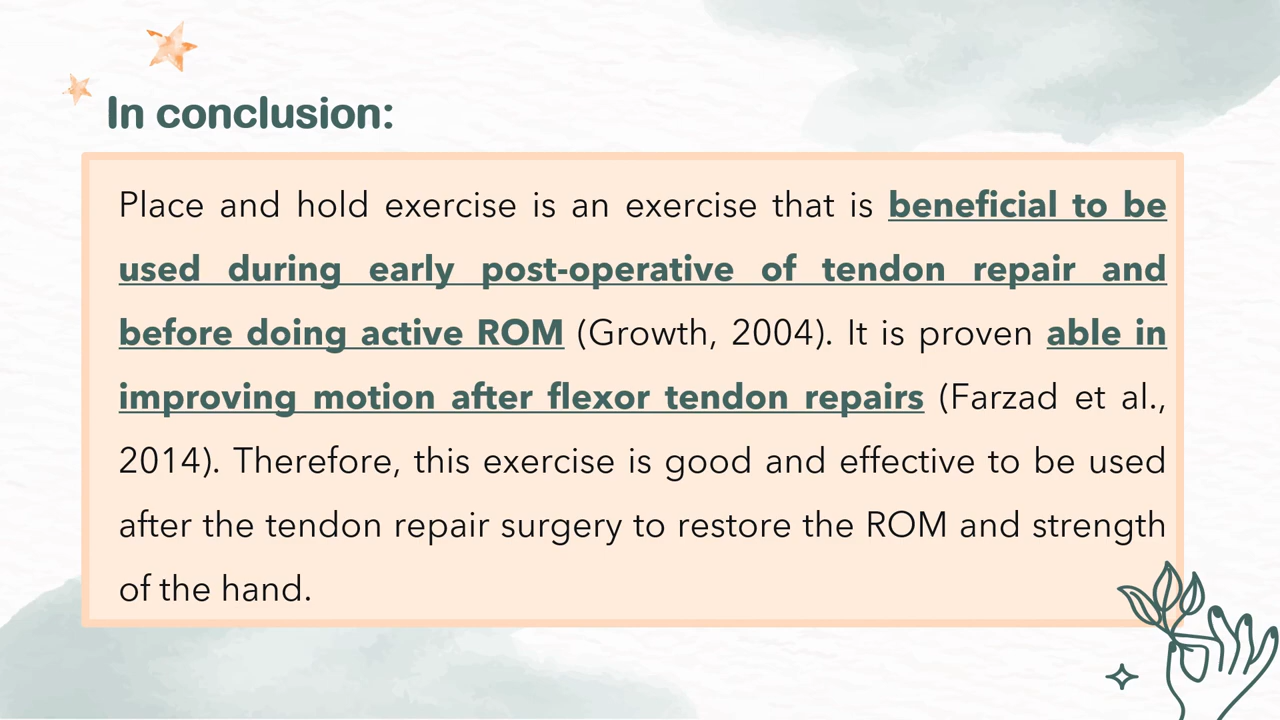 In conclusion:
Place and hold exercise is an exercise that is beneficial to be
used during early post-operative of tendon repair and
before doing active ROM (Growth, 2004). It is proven able in
improving motion after flexor tendon repairs (Farzad et al.,
2014). Therefore, this exercise is good and effective to be used
after the tendon repair surgery to restore the ROM and strength
of the hand.